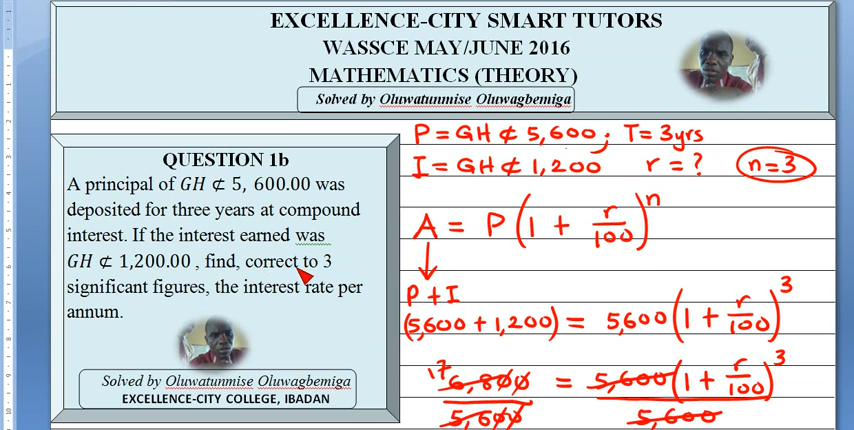 EXCELLENCE-CITY SMART TUTORS
WASSCE MAY/JUNE 2016
MATHEMATICS (THEORY)
Solved by Oluwatunmise Oluwagbemiga
QUESTION 1b
A principal of GH ₵ 5, 600.00 was
deposited for three years at compound
interest. If the interest earned was
GH ₵ 1,200.00 , find, correct to 3
significant figures, the interest rate per
annum.
Solved by Oluwatunmise Oluwagbemiga
EXCELLENCE-CITY COLLEGE, IBADAN
P = GH ₵ 5,600; T = 3yrs
I = GH ₵ 1,200 r = ? n=3
A = P(1 + r/100)^n
↓
P + I
(5,600 + 1,200) = 5,600(1 + r/100)^3
17
6,800/5,600 = 5,600(1 + r/100)^3/5,600